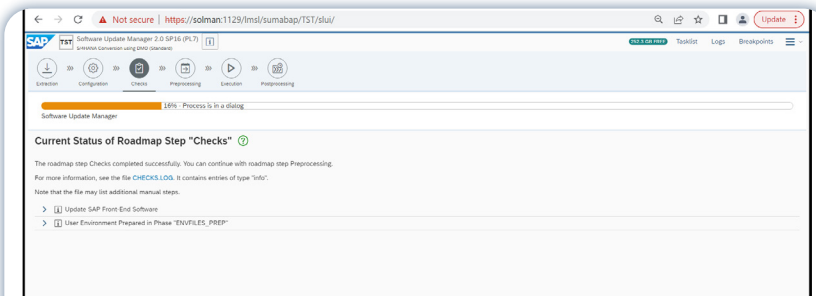 Not secure | https://solman:1129/lmsl/sumabap/TST/slui/
Update
SAP TST Software Update Manager 2.0 SP16 (PL7)
S/4HANA Conversion using DMO (Standard)
292.3 GB FREE Tasklist Logs Breakpoints
Extraction Configuration Checks Preprocessing Execution Postprocessing
16% - Process is in a dialog
Software Update Manager
Current Status of Roadmap Step "Checks"
The roadmap step Checks completed successfully. You can continue with roadmap step Preprocessing.
For more information, see the file CHECKS.LOG. It contains entries of type "info".
Note that the file may list additional manual steps.
Update SAP Front-End Software
User Environment Prepared in Phase "ENVFILES_PREP"